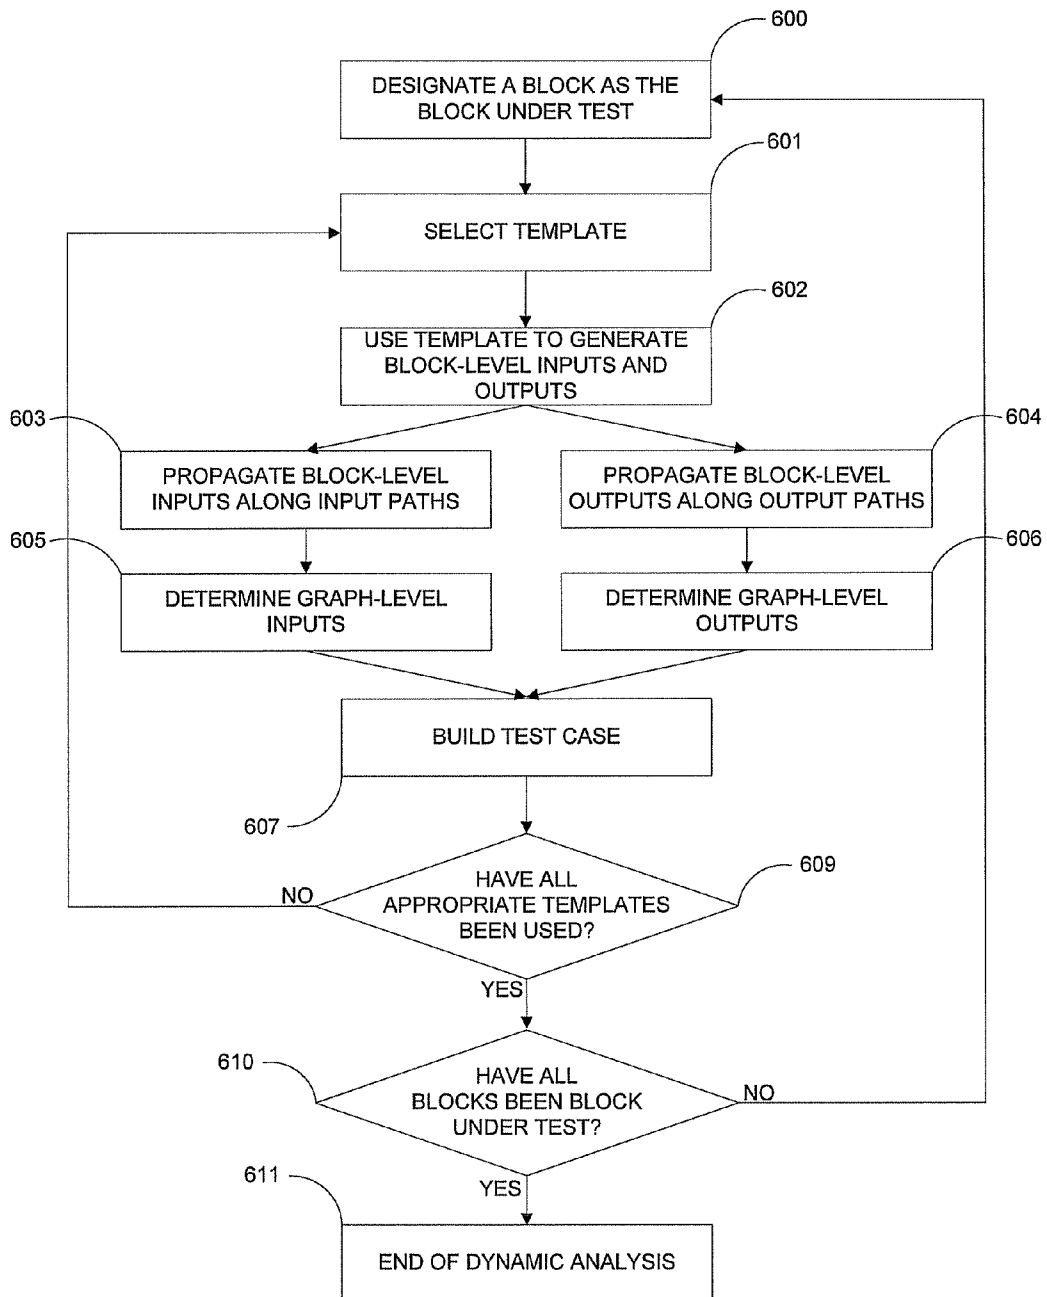 600
DESIGNATE A BLOCK AS THE
BLOCK UNDER TEST
601
SELECT TEMPLATE
602
USE TEMPLATE TO GENERATE
BLOCK-LEVEL INPUTS AND
OUTPUTS
603
604
PROPAGATE BLOCK-LEVEL
INPUTS ALONG INPUT PATHS
PROPAGATE BLOCK-LEVEL
OUTPUTS ALONG OUTPUT PATHS
605
606
DETERMINE GRAPH-LEVEL
INPUTS
DETERMINE GRAPH-LEVEL
OUTPUTS
BUILD TEST CASE
607
609
NO
HAVE ALL
APPROPRIATE TEMPLATES
BEEN USED?
YES
610
HAVE ALL
BLOCKS BEEN BLOCK
UNDER TEST?
NO
611
YES
END OF DYNAMIC ANALYSIS